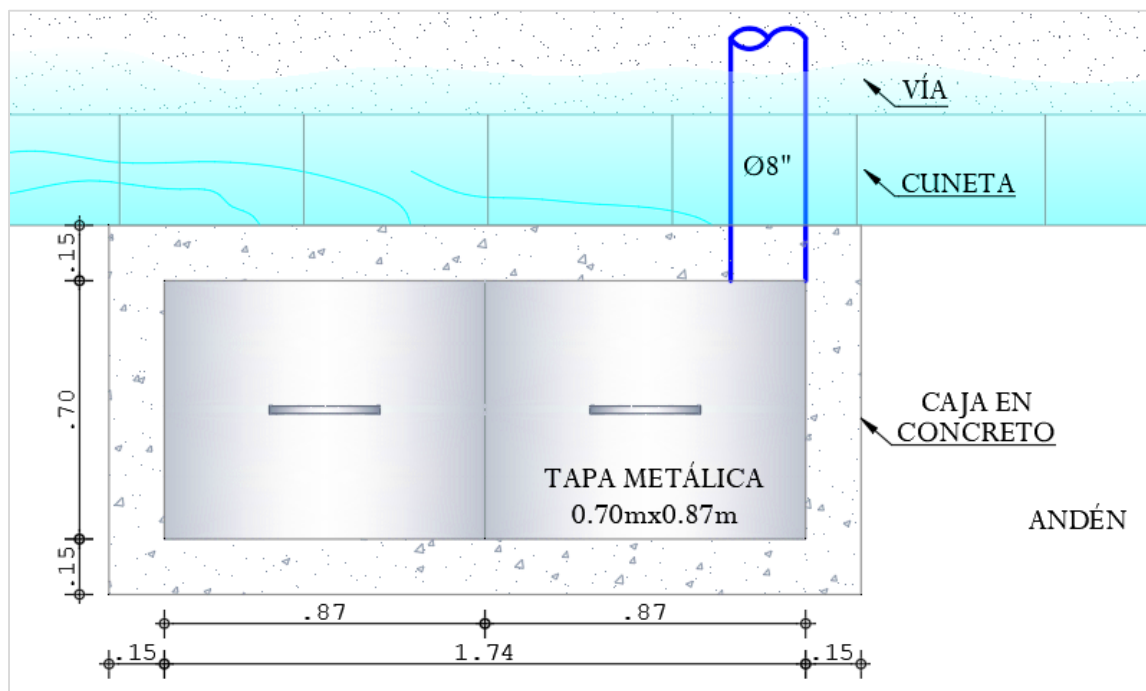 VÍA
Ø8"
CUNETA
.15
.70
CAJA EN
CONCRETO
TAPA METÁLICA
0.70mx0.87m
ANDÉN
.15
.87
.87
.15
1.74
.15